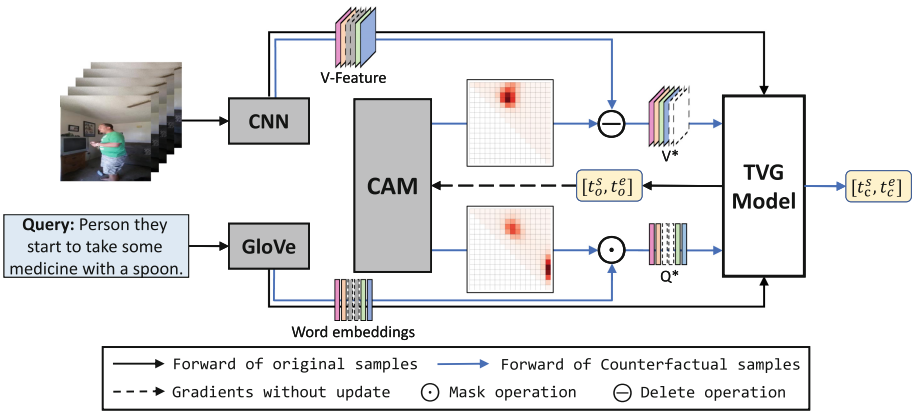 V-Feature
CNN
CAM
V*
TVG
Model
[t_o^s, t_o^e]
[t_c^s, t_c^e]
Query: Person they
start to take some
medicine with a spoon.
GloVe
Q*
Word embeddings
Forward of original samples
Forward of Counterfactual samples
Gradients without update
Mask operation
Delete operation